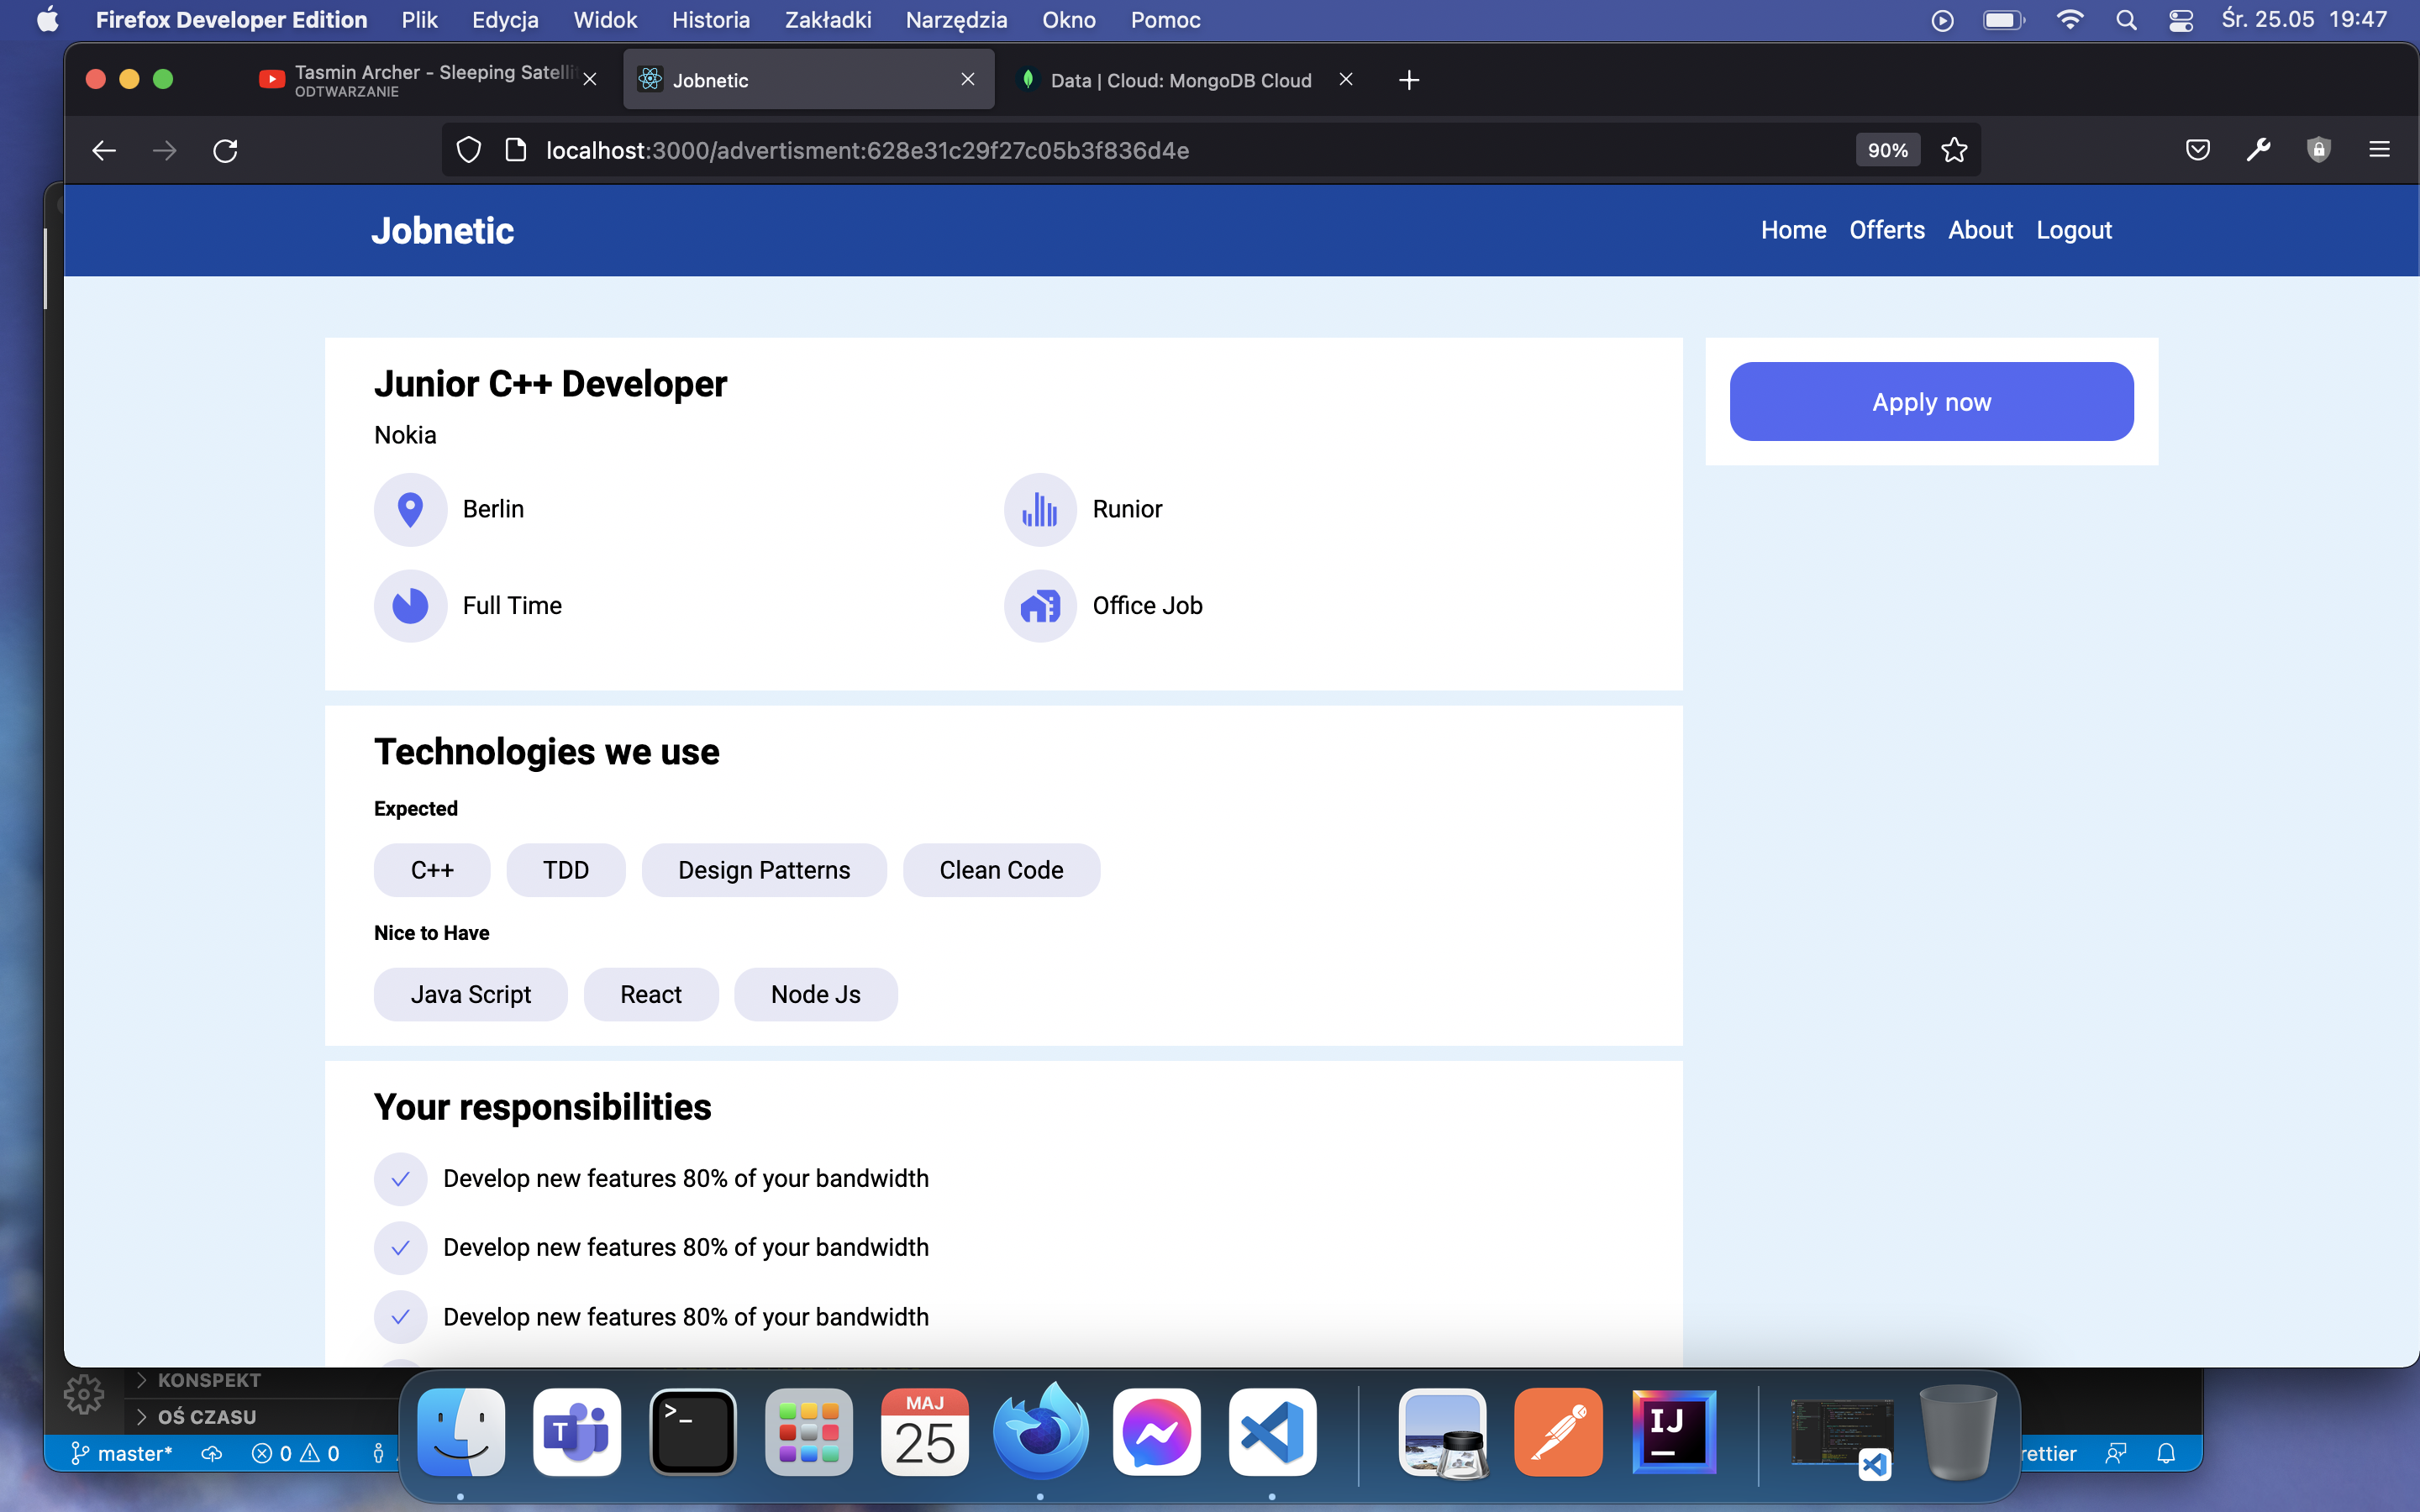 Firefox Developer Edition Plik Edycja Widok Historia Zakładki Narzędzia Okno Pomoc Śr. 25.05 19:47
Tasmin Archer - Sleeping Satelli
ODTWARZANIE
Jobnetic
Data | Cloud: MongoDB Cloud
localhost:3000/advertisment:628e31c29f27c05b3f836d4e 90%
Jobnetic Home Offerts About Logout
Junior C++ Developer
Apply now
Nokia
Berlin Runior
Full Time Office Job
Technologies we use
Expected
C++ TDD Design Patterns Clean Code
Nice to Have
Java Script React Node Js
Your responsibilities
Develop new features 80% of your bandwidth
Develop new features 80% of your bandwidth
Develop new features 80% of your bandwidth
KONSPEKT
OŚ CZASU
master* 0 0 rettier
T
>_
MAJ
25
IJ